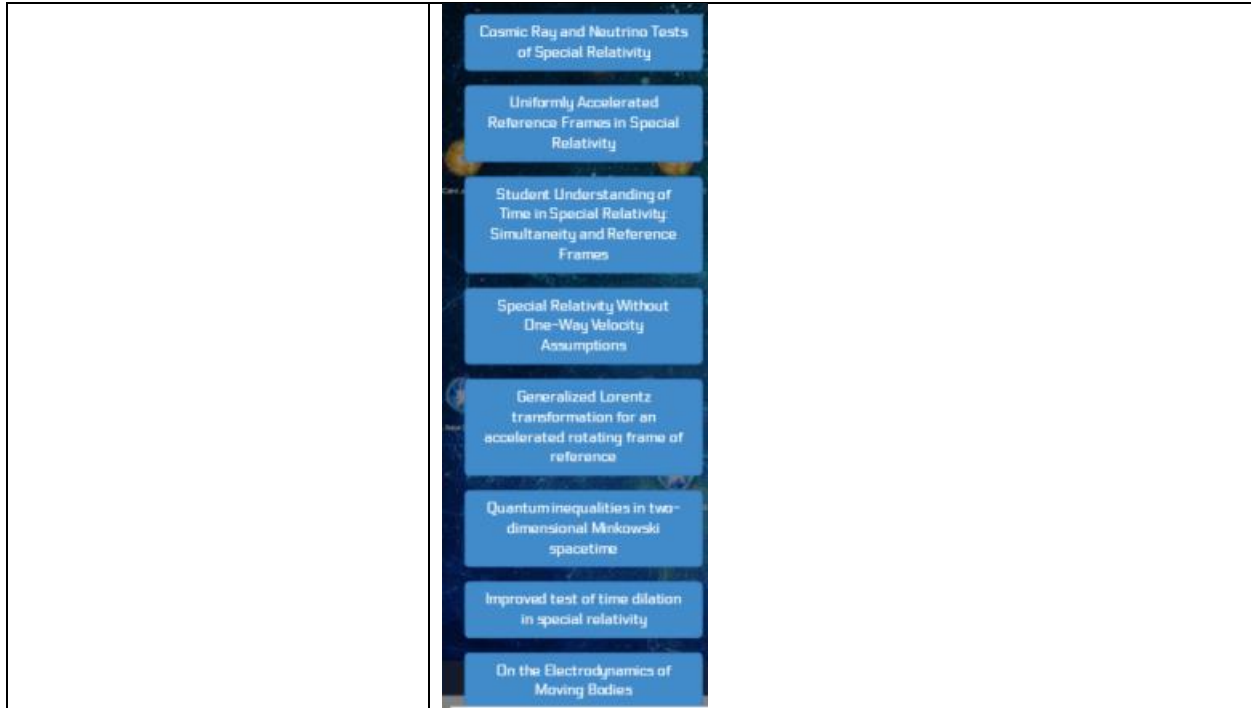 Cosmic Ray and Neutrino Tests
of Special Relativity
Uniformly Accelerated
Reference Frames in Special
Relativity
Student Understanding of
Time in Special Relativity:
Simultaneity and Reference
Frames
Special Relativity Without
One-Way Velocity
Assumptions
Generalized Lorentz
transformation for an
accelerated rotating frame of
reference
Quantum inequalities in two-
dimensional Minkowski
spacetime
Improved test of time dilation
in special relativity
On the Electrodynamics of
Moving Bodies